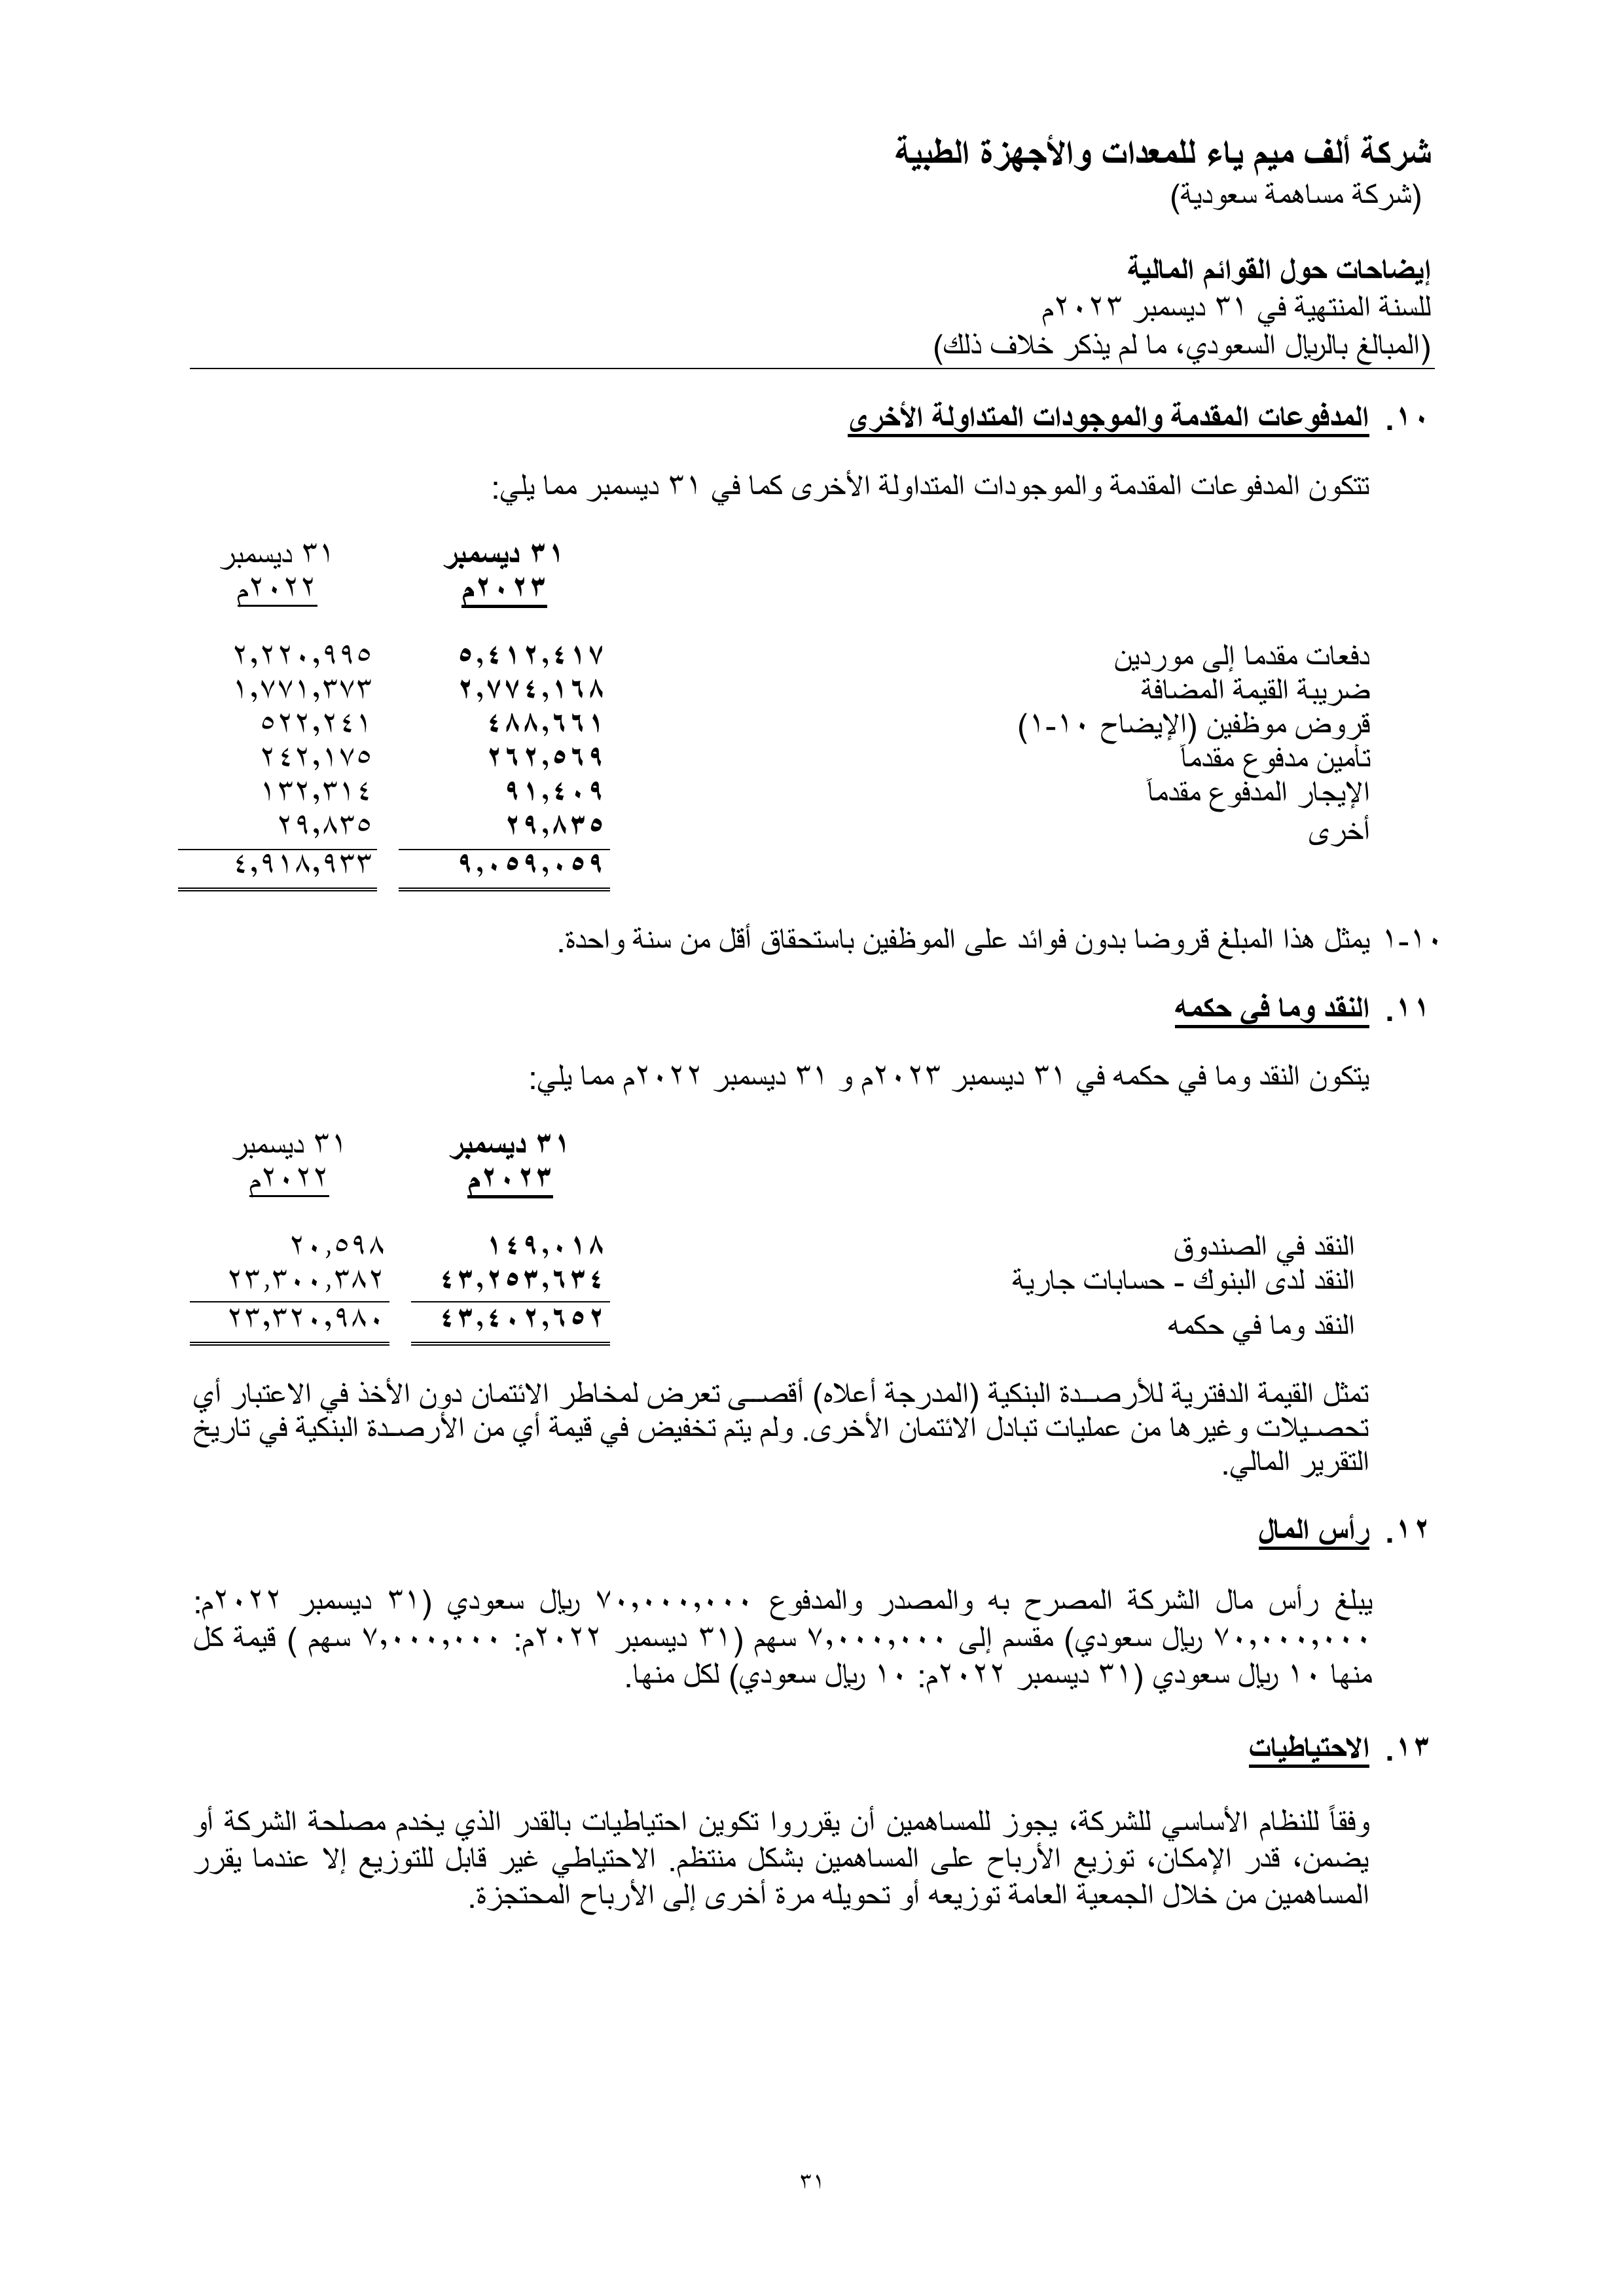 شركة ألف ميم ياء للمعدات والأجهزة الطبية
(شركة مساهمة سعودية)
إيضاحات حول القوائم المالية
للسنة المنتهية في ٣١ ديسمبر ٢٠٢٣م
(المبالغ بالريال السعودي، ما لم يذكر خلاف ذلك)
١٠. المدفوعات المقدمة والموجودات المتداولة الأخرى
تتكون المدفوعات المقدمة والموجودات المتداولة الأخرى كما في ٣١ ديسمبر مما يلي:
٣١ ديسمبر ٣١ ديسمبر
٢٠٢٣م ٢٠٢٢م
دفعات مقدما إلى موردين ٥,٤١٢,٤١٧ ٢,٢٢٠,٩٩٥
ضريبة القيمة المضافة ٢,٧٧٤,١٦٨ ١,٧٧١,٣٧٣
قروض موظفين (الإيضاح ١٠-١) ٤٨٨,٦٦١ ٥٢٢,٢٤١
تأمين مدفوع مقدماً ٢٦٢,٥٦٩ ٢٤٢,١٧٥
الإيجار المدفوع مقدماً ٩١,٤٠٩ ١٣٢,٣١٤
أخرى ٢٩,٨٣٥ ٢٩,٨٣٥
٩,٠٥٩,٠٥٩ ٤,٩١٨,٩٣٣
١٠-١ يمثل هذا المبلغ قروضا بدون فوائد على الموظفين باستحقاق أقل من سنة واحدة.
١١. النقد وما في حكمه
يتكون النقد وما في حكمه في ٣١ ديسمبر ٢٠٢٣م و ٣١ ديسمبر ٢٠٢٢م مما يلي:
٣١ ديسمبر ٣١ ديسمبر
٢٠٢٣م ٢٠٢٢م
النقد في الصندوق ١٤٩,٠١٨ ٢٠,٥٩٨
النقد لدى البنوك - حسابات جارية ٤٣,٢٥٣,٦٣٤ ٢٣,٣٠٠,٣٨٢
النقد وما في حكمه ٤٣,٤٠٢,٦٥٢ ٢٣,٣٢٠,٩٨٠
تمثل القيمة الدفترية للأرصـــدة البنكية (المدرجة أعلاه) أقصـــى تعرض لمخاطر الائتمان دون الأخذ في الاعتبار أي
تحصـيلات وغيرها من عمليات تبادل الائتمان الأخرى. ولم يتم تخفيض في قيمة أي من الأرصـدة البنكية في تاريخ
التقرير المالي.
١٢. رأس المال
يبلغ رأس مال الشركة المصرح به والمصدر والمدفوع ٧٠,٠٠٠,٠٠٠ ريال سعودي (٣١ ديسمبر ٢٠٢٢م:
٧٠,٠٠٠,٠٠٠ ريال سعودي) مقسم إلى ٧,٠٠٠,٠٠٠ سهم (٣١ ديسمبر ٢٠٢٢م: ٧,٠٠٠,٠٠٠ سهم ) قيمة كل
منها ١٠ ريال سعودي (٣١ ديسمبر ٢٠٢٢م: ١٠ ريال سعودي) لكل منها.
١٣. الاحتياطيات
وفقاً للنظام الأساسي للشركة، يجوز للمساهمين أن يقرروا تكوين احتياطيات بالقدر الذي يخدم مصلحة الشركة أو
يضمن، قدر الإمكان، توزيع الأرباح على المساهمين بشكل منتظم. الاحتياطي غير قابل للتوزيع إلا عندما يقرر
المساهمين من خلال الجمعية العامة توزيعه أو تحويله مرة أخرى إلى الأرباح المحتجزة.
٣١